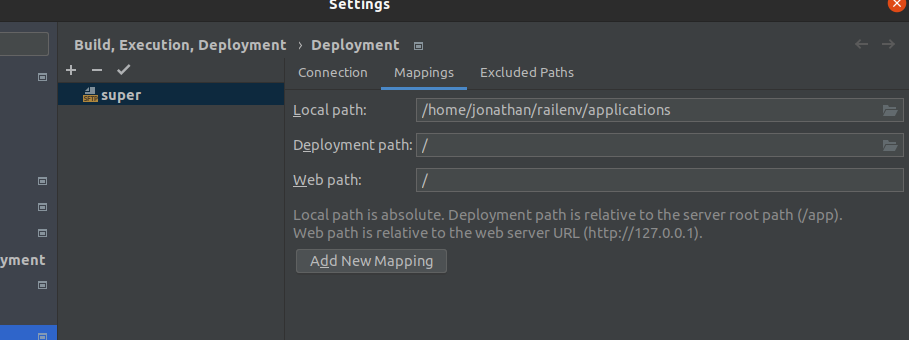 Settings
Build, Execution, Deployment › Deployment
Connection Mappings Excluded Paths
SFTP super
Local path: /home/jonathan/railenv/applications
Deployment path: /
Web path: /
Local path is absolute. Deployment path is relative to the server root path (/app).
Web path is relative to the web server URL (http://127.0.0.1).
yment
Add New Mapping